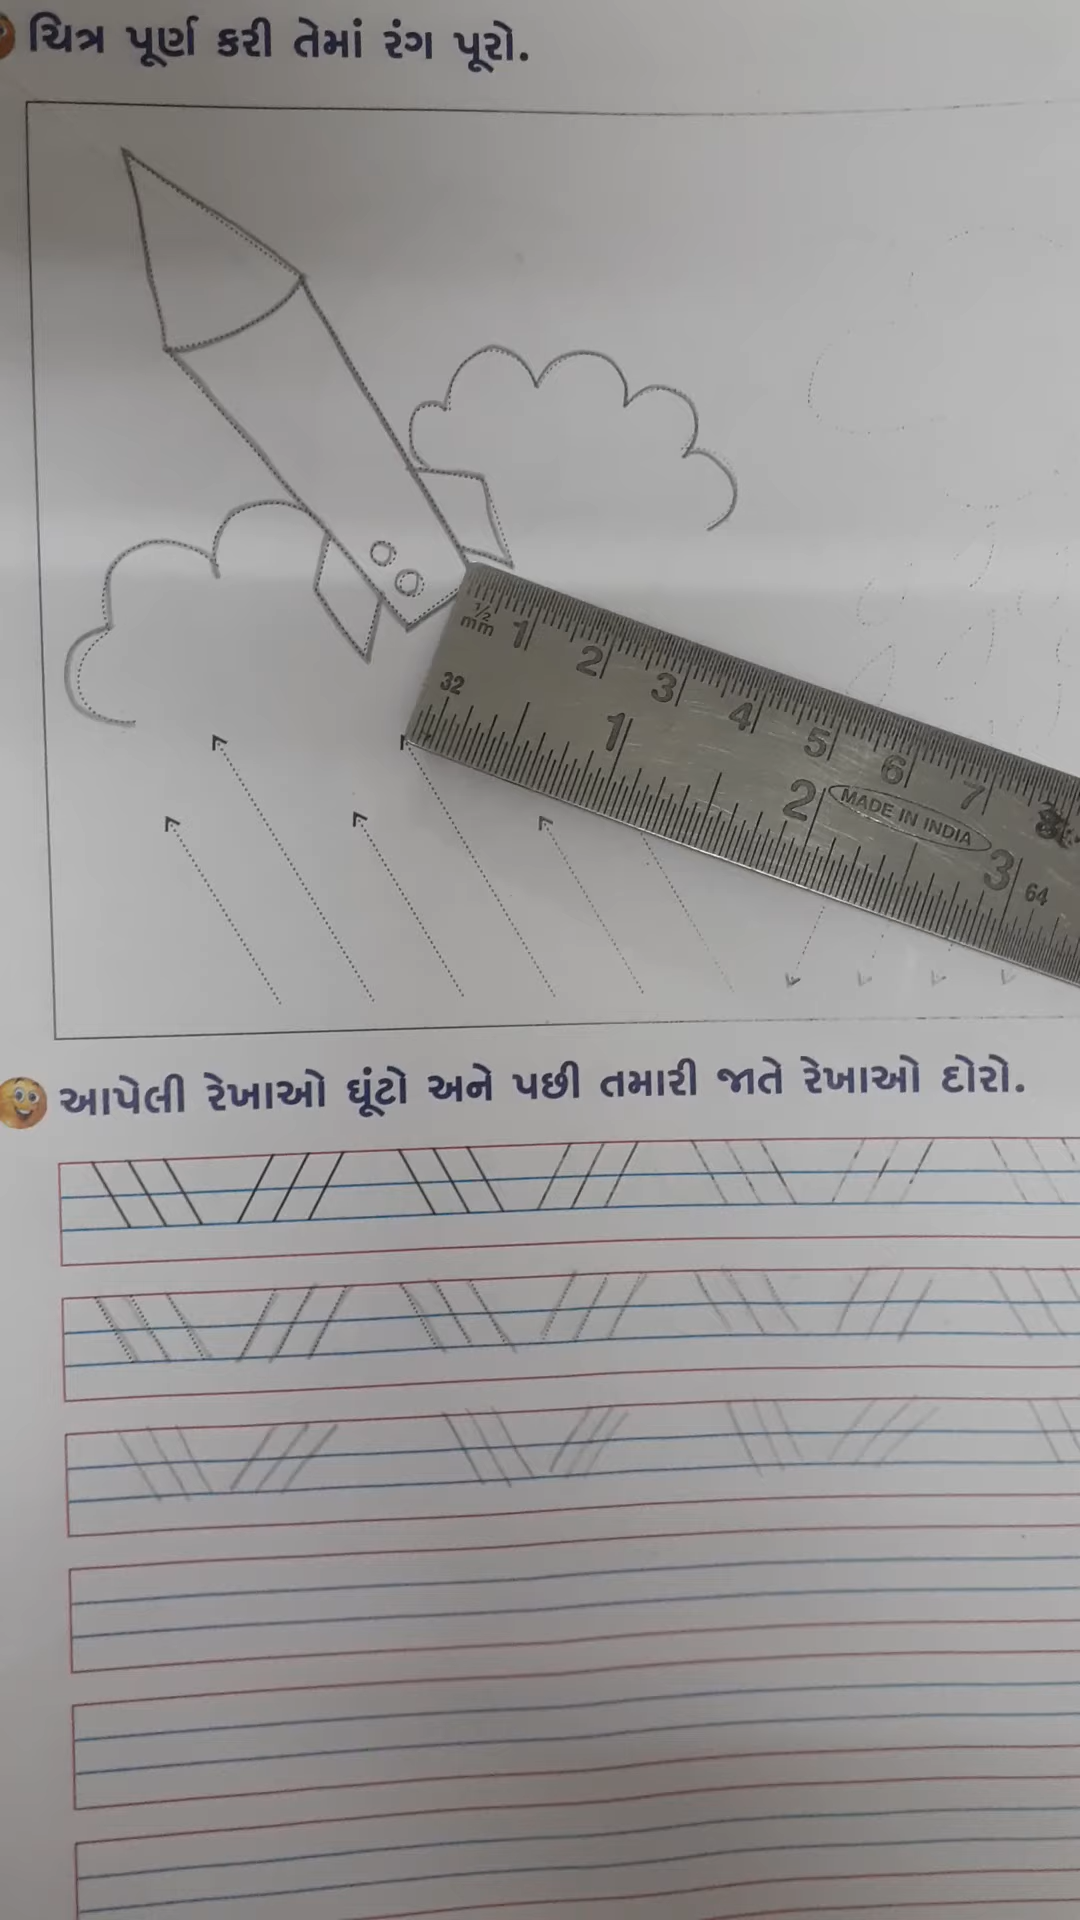 ચિત્ર પૂર્ણ કરી તેમાં રંગ પૂરો.
½ mm 1 2 3 4 5 6 7
32 1 2 3 64
MADE IN INDIA
આપેલી રેખાઓ ઘૂંટો અને પછી તમારી જાતે રેખાઓ દોરો.